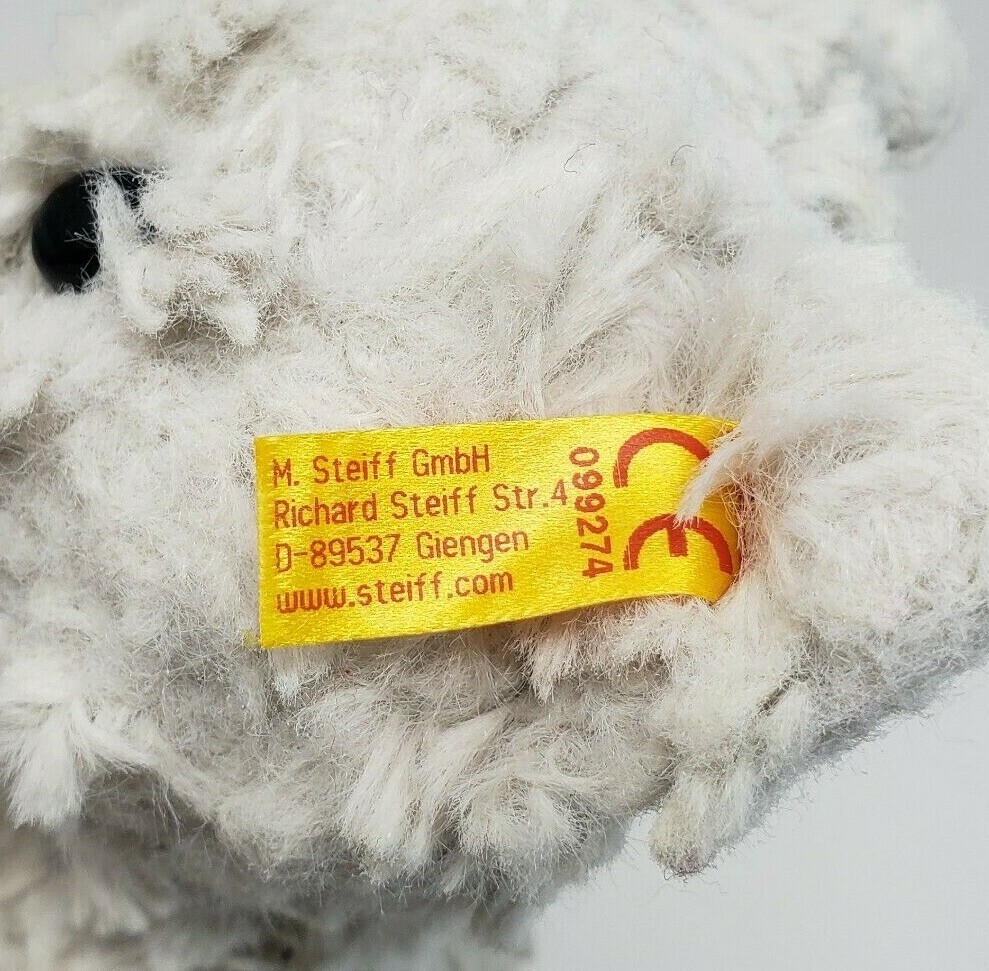 M. Steiff GmbH
Richard Steiff Str.4
D-89537 Giengen
www.steiff.com
099274
CE